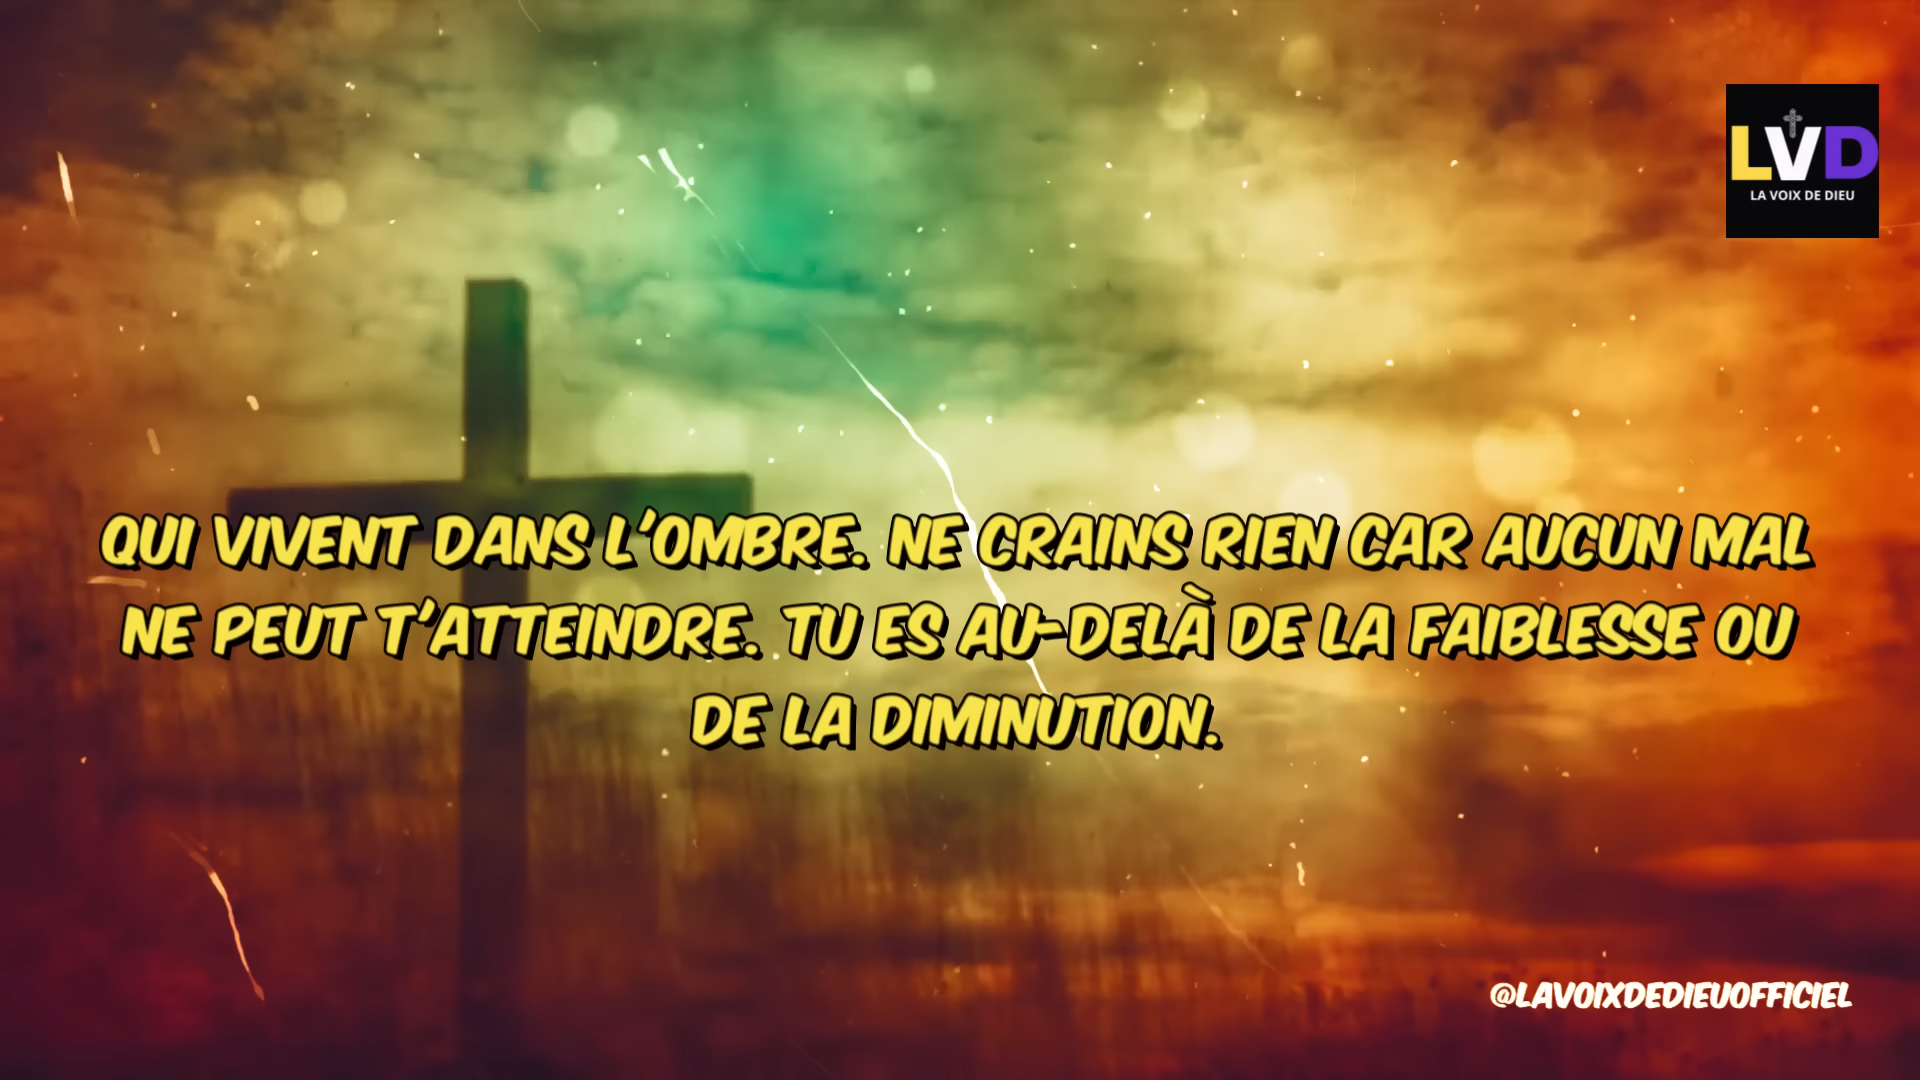 LVD
LA VOIX DE DIEU
QUI VIVENT DANS L'OMBRE. NE CRAINS RIEN CAR AUCUN MAL
NE PEUT T'ATTEINDRE. TU ES AU-DELÀ DE LA FAIBLESSE OU
DE LA DIMINUTION.
@LAVOIXDEDIEUOFFICIEL